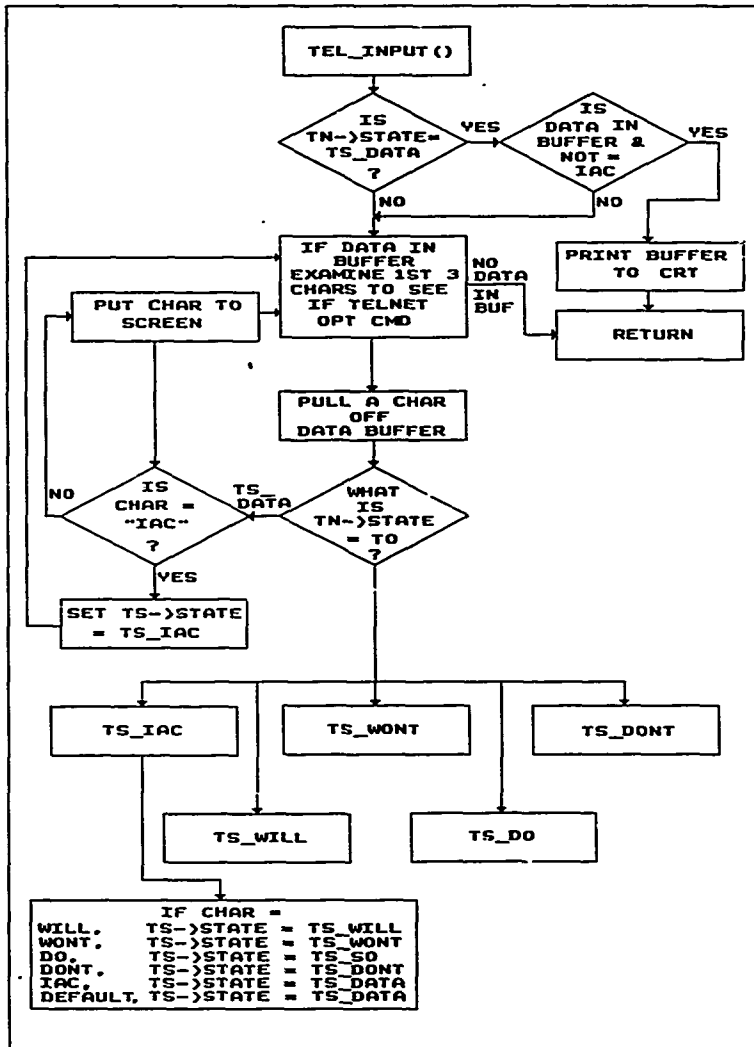 TEL_INPUT()
IS
TN->STATE=
TS_DATA
?
YES
NO
IS
DATA IN
BUFFER &
NOT =
IAC
YES
NO
PRINT BUFFER
TO CRT
RETURN
IF DATA IN
BUFFER
EXAMINE 1ST 3
CHARS TO SEE
IF TELNET
OPT CMD
NO
DATA
IN
BUF
PUT CHAR TO
SCREEN
PULL A CHAR
OFF
DATA BUFFER
WHAT
IS
TN->STATE
= TO
?
TS_
DATA
IS
CHAR =
"IAC"
?
NO
YES
SET TS->STATE
= TS_IAC
TS_IAC
TS_WONT
TS_DONT
TS_WILL
TS_DO
IF CHAR =
WILL, TS->STATE = TS_WILL
WONT, TS->STATE = TS_WONT
DO, TS->STATE = TS_SO
DONT, TS->STATE = TS_DONT
IAC, TS->STATE = TS_DATA
DEFAULT, TS->STATE = TS_DATA